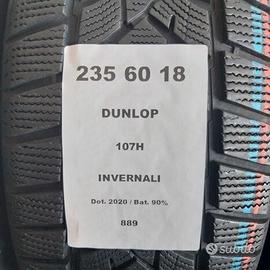 235 60 18
DUNLOP
107H
INVERNALI
Dot. 2020 / Bat. 90%
889
subito